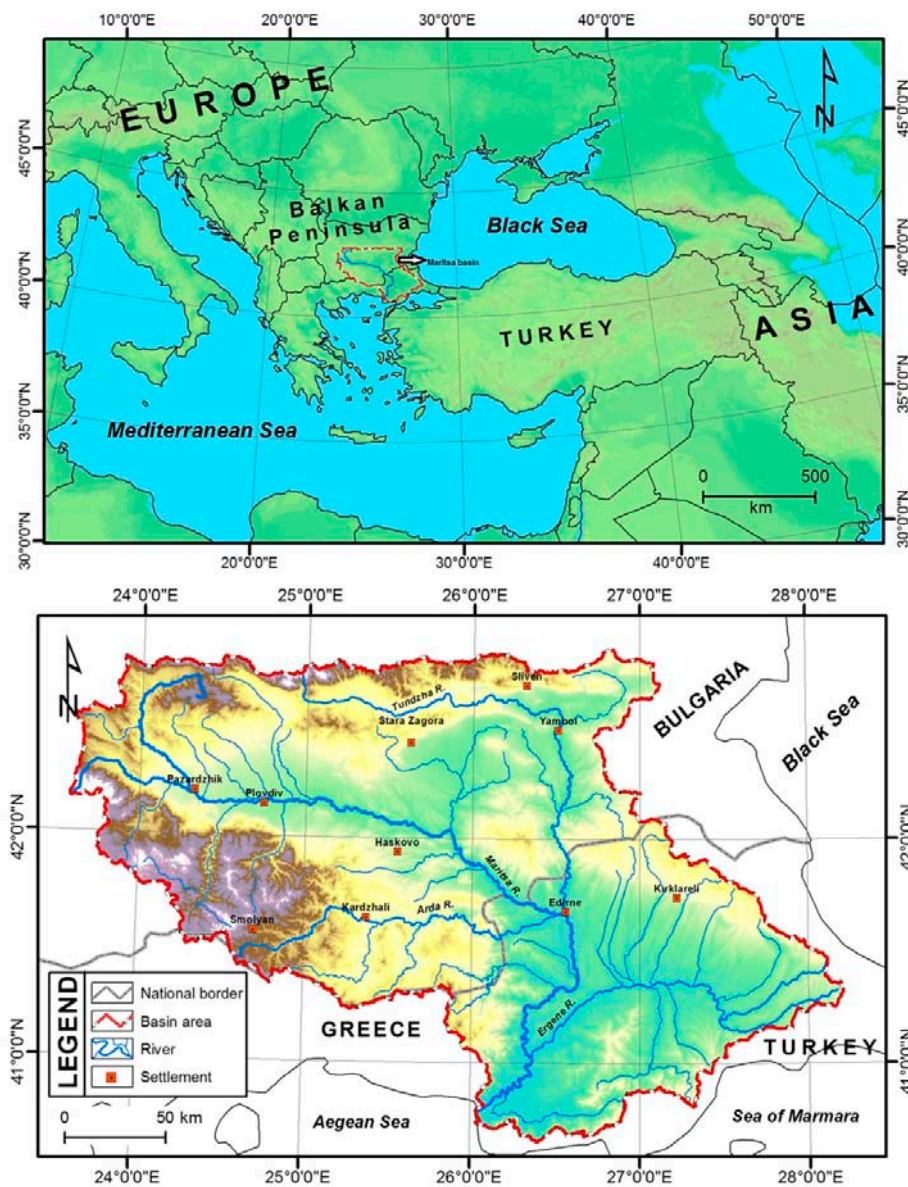 10°0'0"E 20°0'0"E 30°0'0"E 40°0'0"E 50°0'0"E
EUROPE
N
45°0'0"N
45°0'0"N
Balkan
Peninsula
Black Sea
Maritsa basin
40°0'0"N
40°0'0"N
TURKEY
ASIA
35°0'0"N
35°0'0"N
Mediterranean Sea
0 500
km
30°0'0"N
30°0'0"N
20°0'0"E 30°0'0"E 40°0'0"E
24°0'0"E 25°0'0"E 26°0'0"E 27°0'0"E 28°0'0"E
N
Sliven
Tundzha R.
Stara Zagora
Yambol
BULGARIA
Black Sea
Pazardzhik
Plovdiv
42°0'0"N
42°0'0"N
Haskovo
Maritsa R.
Kırklareli
Kardzhali
Arda R.
Edirne
Smolyan
LEGEND
National border
Basin area
River
Settlement
Ergene R.
GREECE
TURKEY
41°0'0"N
41°0'0"N
0 50 km
Aegean Sea
Sea of Marmara
24°0'0"E 25°0'0"E 26°0'0"E 27°0'0"E 28°0'0"E